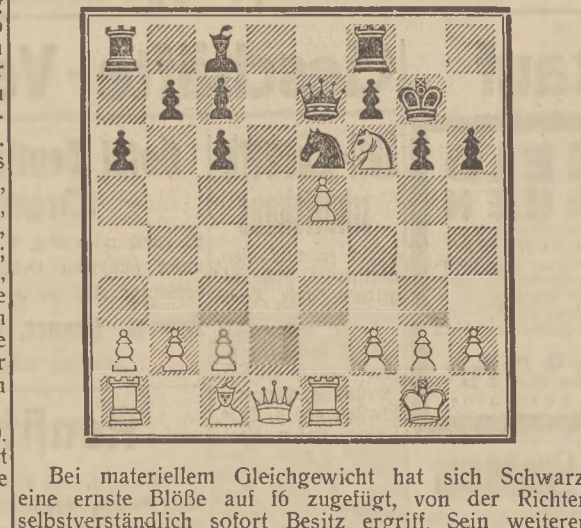 Bei materiellem Gleichgewicht hat sich Schwarz
eine ernste Blöße auf f6 zugefügt, von der Richter
selbstverständlich sofort Besitz ergriff. Sein weiteres